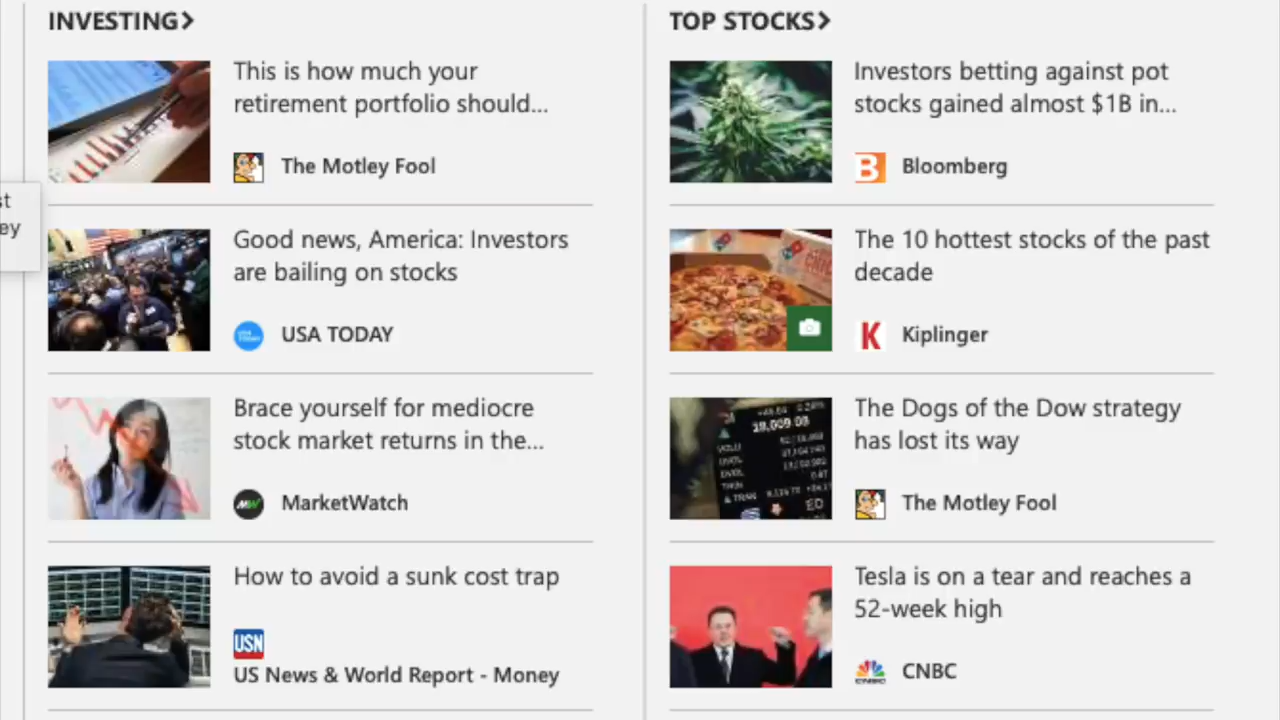 INVESTING
This is how much your
retirement portfolio should...
The Motley Fool
Good news, America: Investors
are bailing on stocks
USA TODAY
Brace yourself for mediocre
stock market returns in the...
MW
MarketWatch
How to avoid a sunk cost trap
USN
US News & World Report - Money
TOP STOCKS
Investors betting against pot
stocks gained almost $1B in...
B
Bloomberg
The 10 hottest stocks of the past
decade
K
Kiplinger
The Dogs of the Dow strategy
has lost its way
The Motley Fool
Tesla is on a tear and reaches a
52-week high
CNBC
CNBC
st
ey